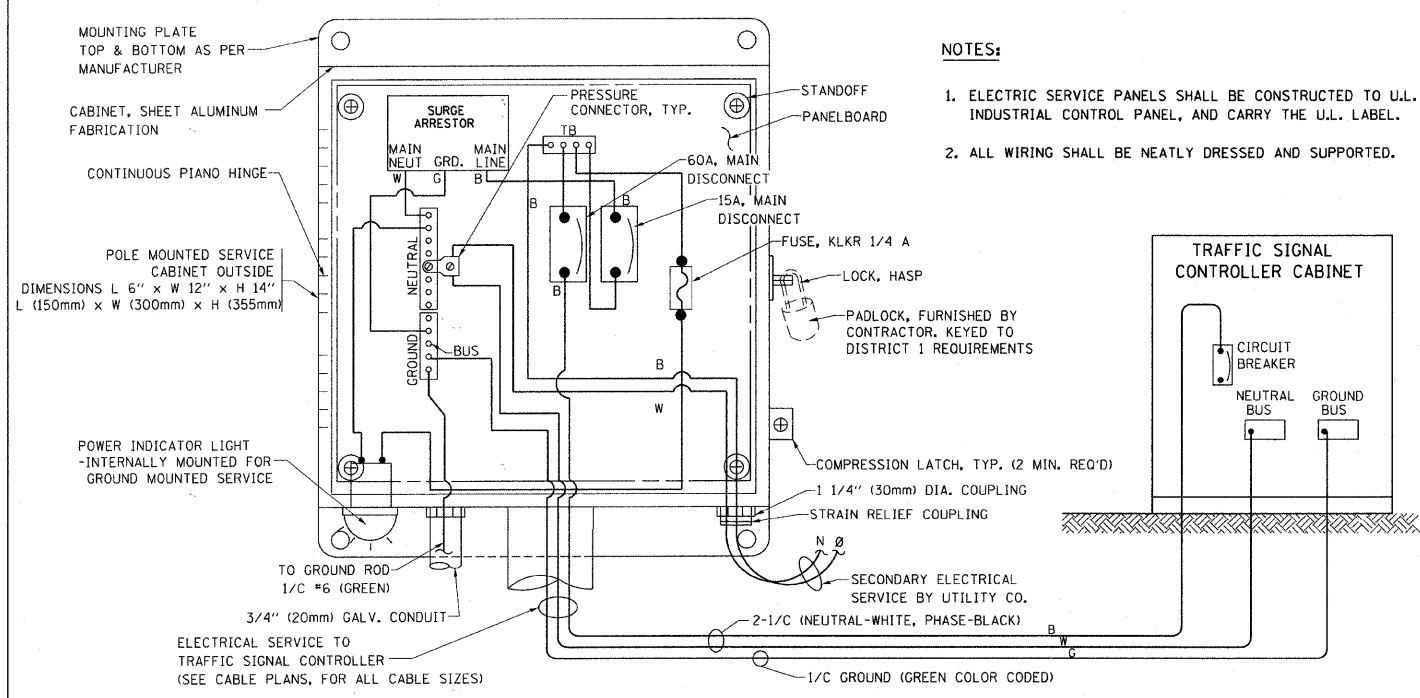 MOUNTING PLATE
TOP & BOTTOM AS PER
MANUFACTURER
CABINET, SHEET ALUMINUM
FABRICATION
CONTINUOUS PIANO HINGE
POLE MOUNTED SERVICE
CABINET OUTSIDE
DIMENSIONS L 6" x W 12" x H 14"
L (150mm) x W (300mm) x H (355mm)
POWER INDICATOR LIGHT
-INTERNALLY MOUNTED FOR
GROUND MOUNTED SERVICE
SURGE
ARRESTOR
MAIN
NEUT
GRD.
MAIN
LINE
W
G
B
NEUTRAL
GROUND
BUS
PRESSURE
CONNECTOR, TYP.
TB
B
B
B
STANDOFF
PANELBOARD
60A, MAIN
DISCONNECT
15A, MAIN
DISCONNECT
FUSE, KLKR 1/4 A
LOCK, HASP
PADLOCK, FURNISHED BY
CONTRACTOR. KEYED TO
DISTRICT 1 REQUIREMENTS
B
W
COMPRESSION LATCH, TYP. (2 MIN. REQ'D)
1 1/4" (30mm) DIA. COUPLING
STRAIN RELIEF COUPLING
N Ø
SECONDARY ELECTRICAL
SERVICE BY UTILITY CO.
TO GROUND ROD
1/C #6 (GREEN)
3/4" (20mm) GALV. CONDUIT
ELECTRICAL SERVICE TO
TRAFFIC SIGNAL CONTROLLER
(SEE CABLE PLANS, FOR ALL CABLE SIZES)
2-1/C (NEUTRAL-WHITE, PHASE-BLACK)
B
W
G
1/C GROUND (GREEN COLOR CODED)
NOTES:
1. ELECTRIC SERVICE PANELS SHALL BE CONSTRUCTED TO U.L.
INDUSTRIAL CONTROL PANEL, AND CARRY THE U.L. LABEL.
2. ALL WIRING SHALL BE NEATLY DRESSED AND SUPPORTED.
TRAFFIC SIGNAL
CONTROLLER CABINET
CIRCUIT
BREAKER
NEUTRAL
BUS
GROUND
BUS